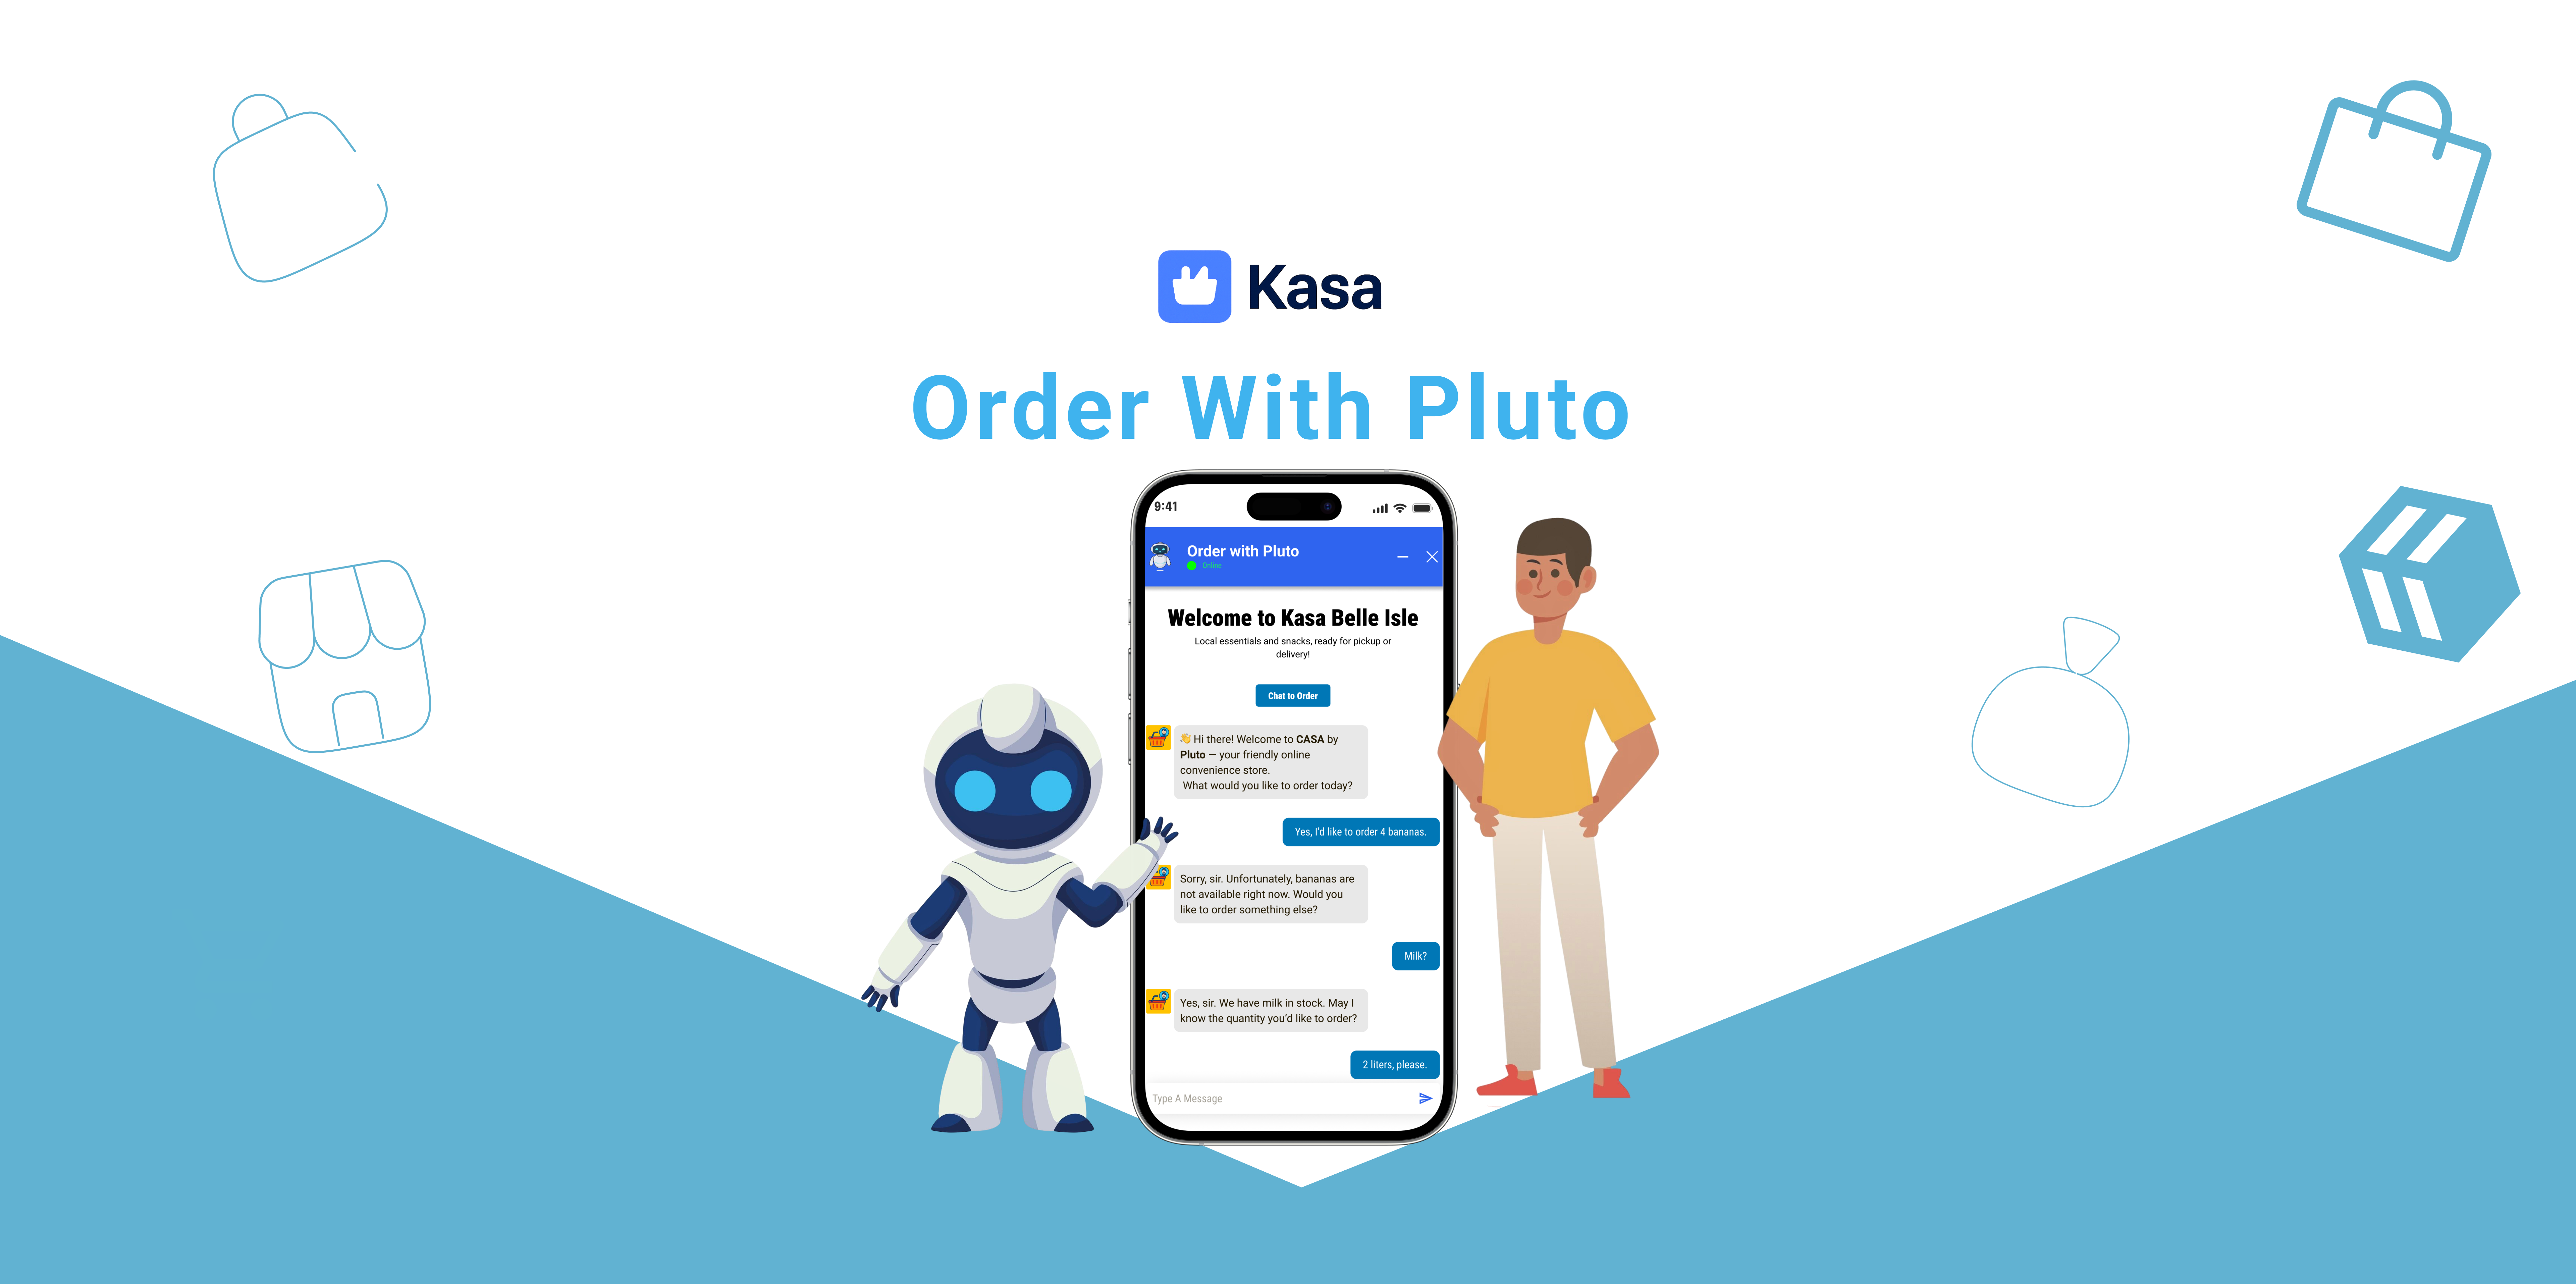 Kasa
Order With Pluto
9:41
Order with Pluto
Online
Welcome to Kasa Belle Isle
Local essentials and snacks, ready for pickup or
delivery!
Chat to Order
👋 Hi there! Welcome to CASA by
Pluto — your friendly online
convenience store.
What would you like to order today?
Yes, I'd like to order 4 bananas.
Sorry, sir. Unfortunately, bananas are
not available right now. Would you
like to order something else?
Milk?
Yes, sir. We have milk in stock. May I
know the quantity you'd like to order?
2 liters, please.
Type A Message